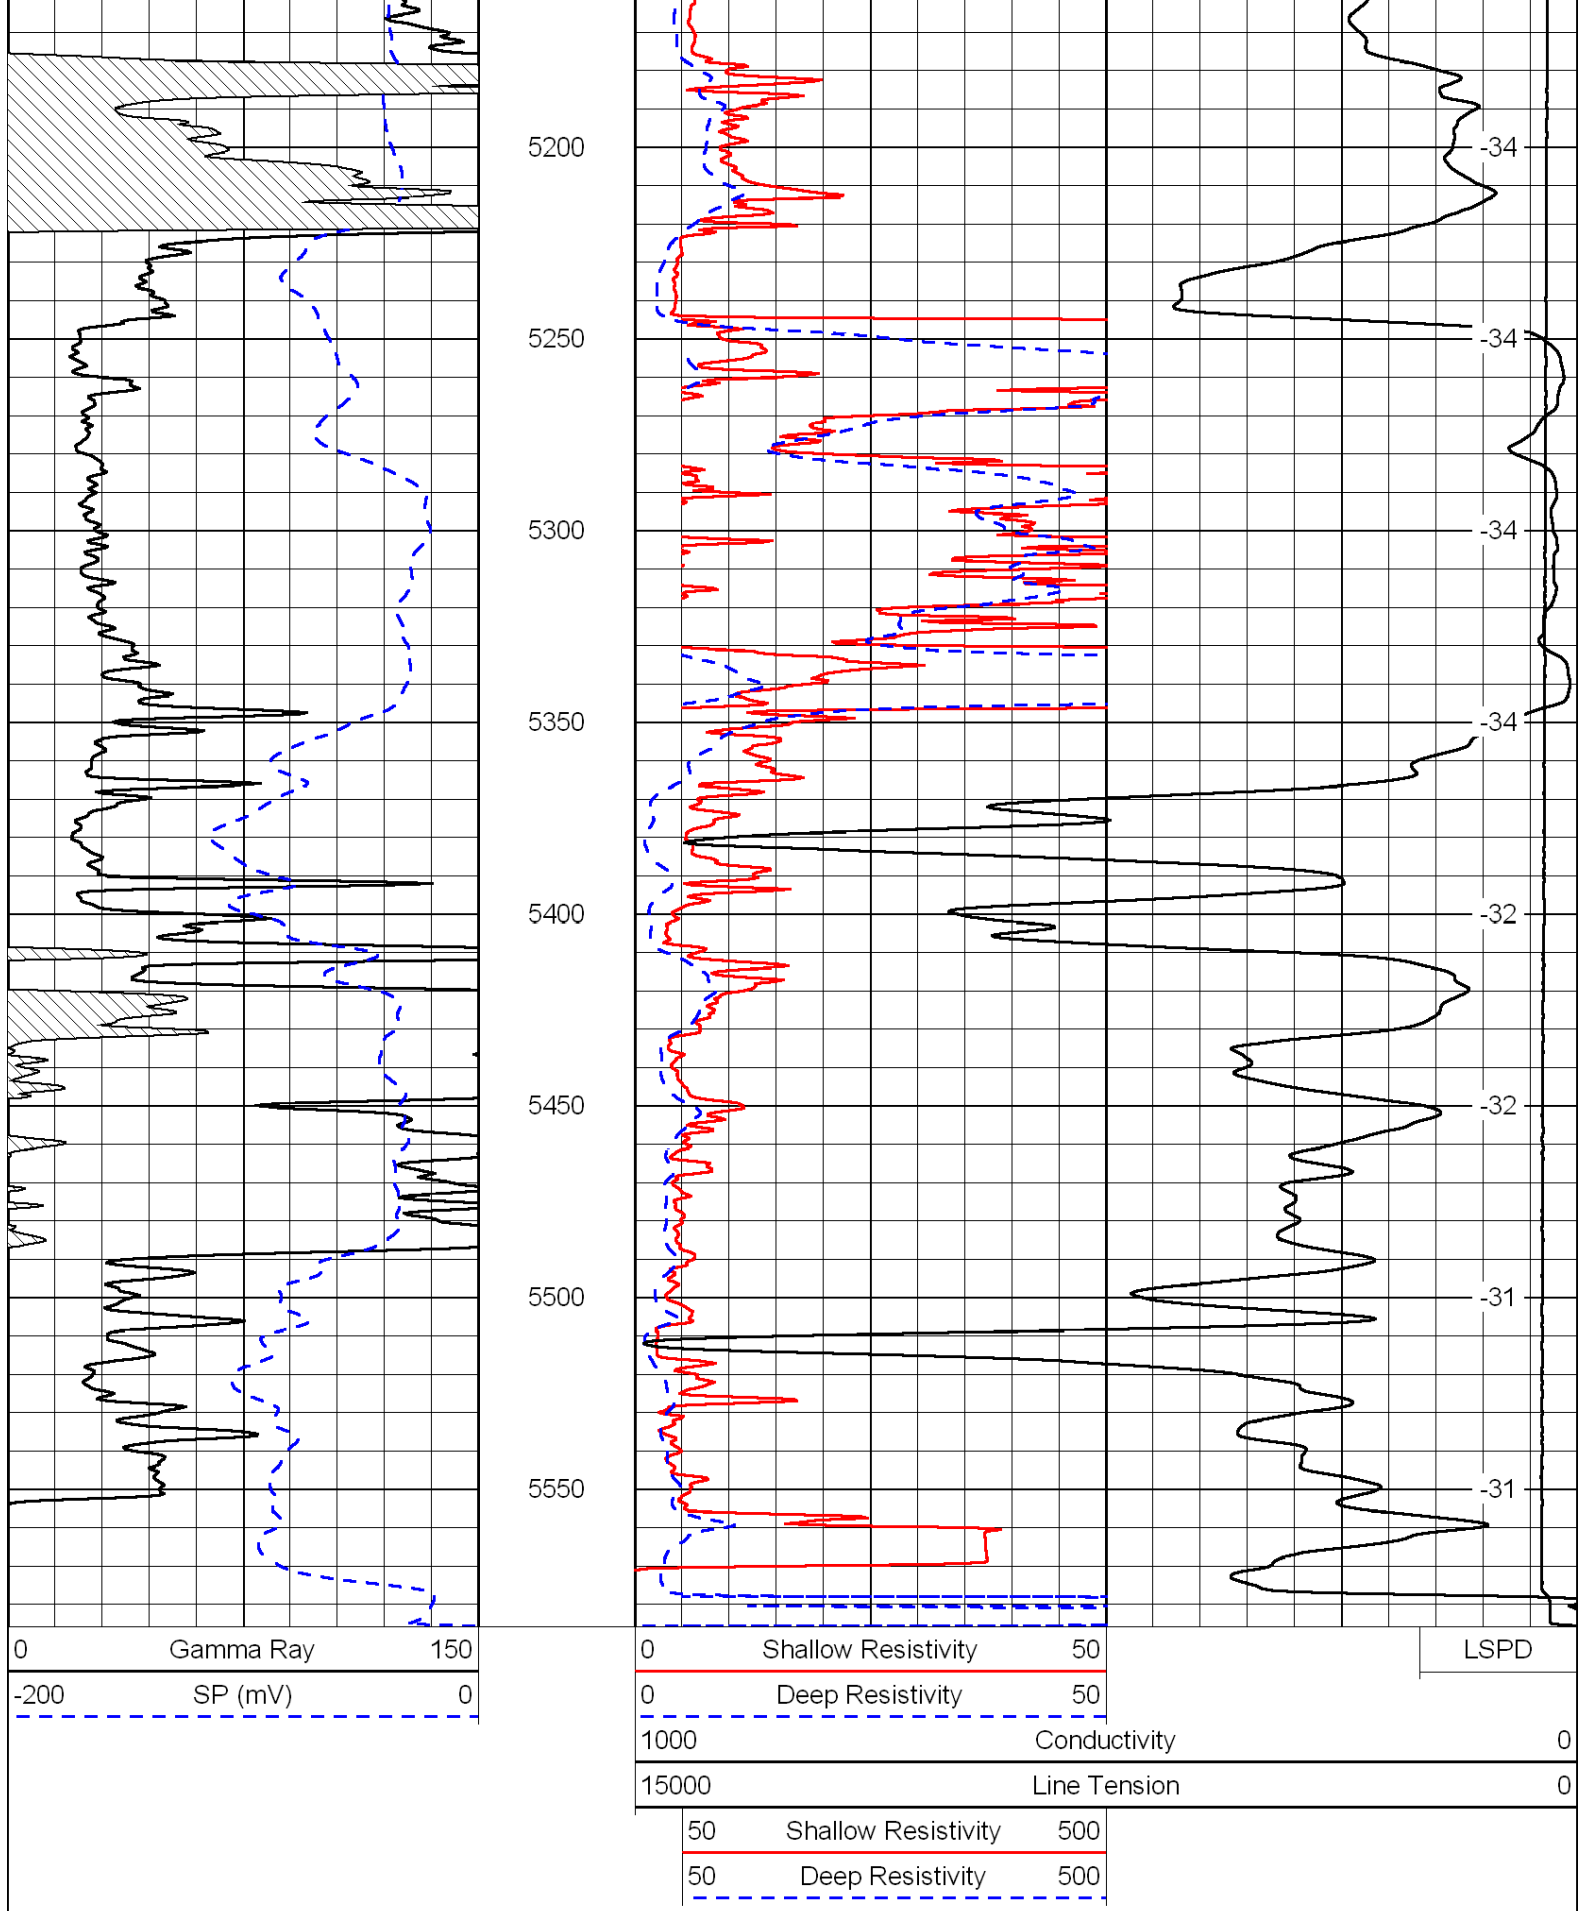 5200 -34
5250 -34
5300 -34
5350 -34
5400 -32
5450 -32
5500 -31
5550 -31
0 Gamma Ray 150 0 Shallow Resistivity 50 LSPD
-200 SP (mV) 0 0 Deep Resistivity 50
1000 Conductivity 0
15000 Line Tension 0
50 Shallow Resistivity 500
50 Deep Resistivity 500